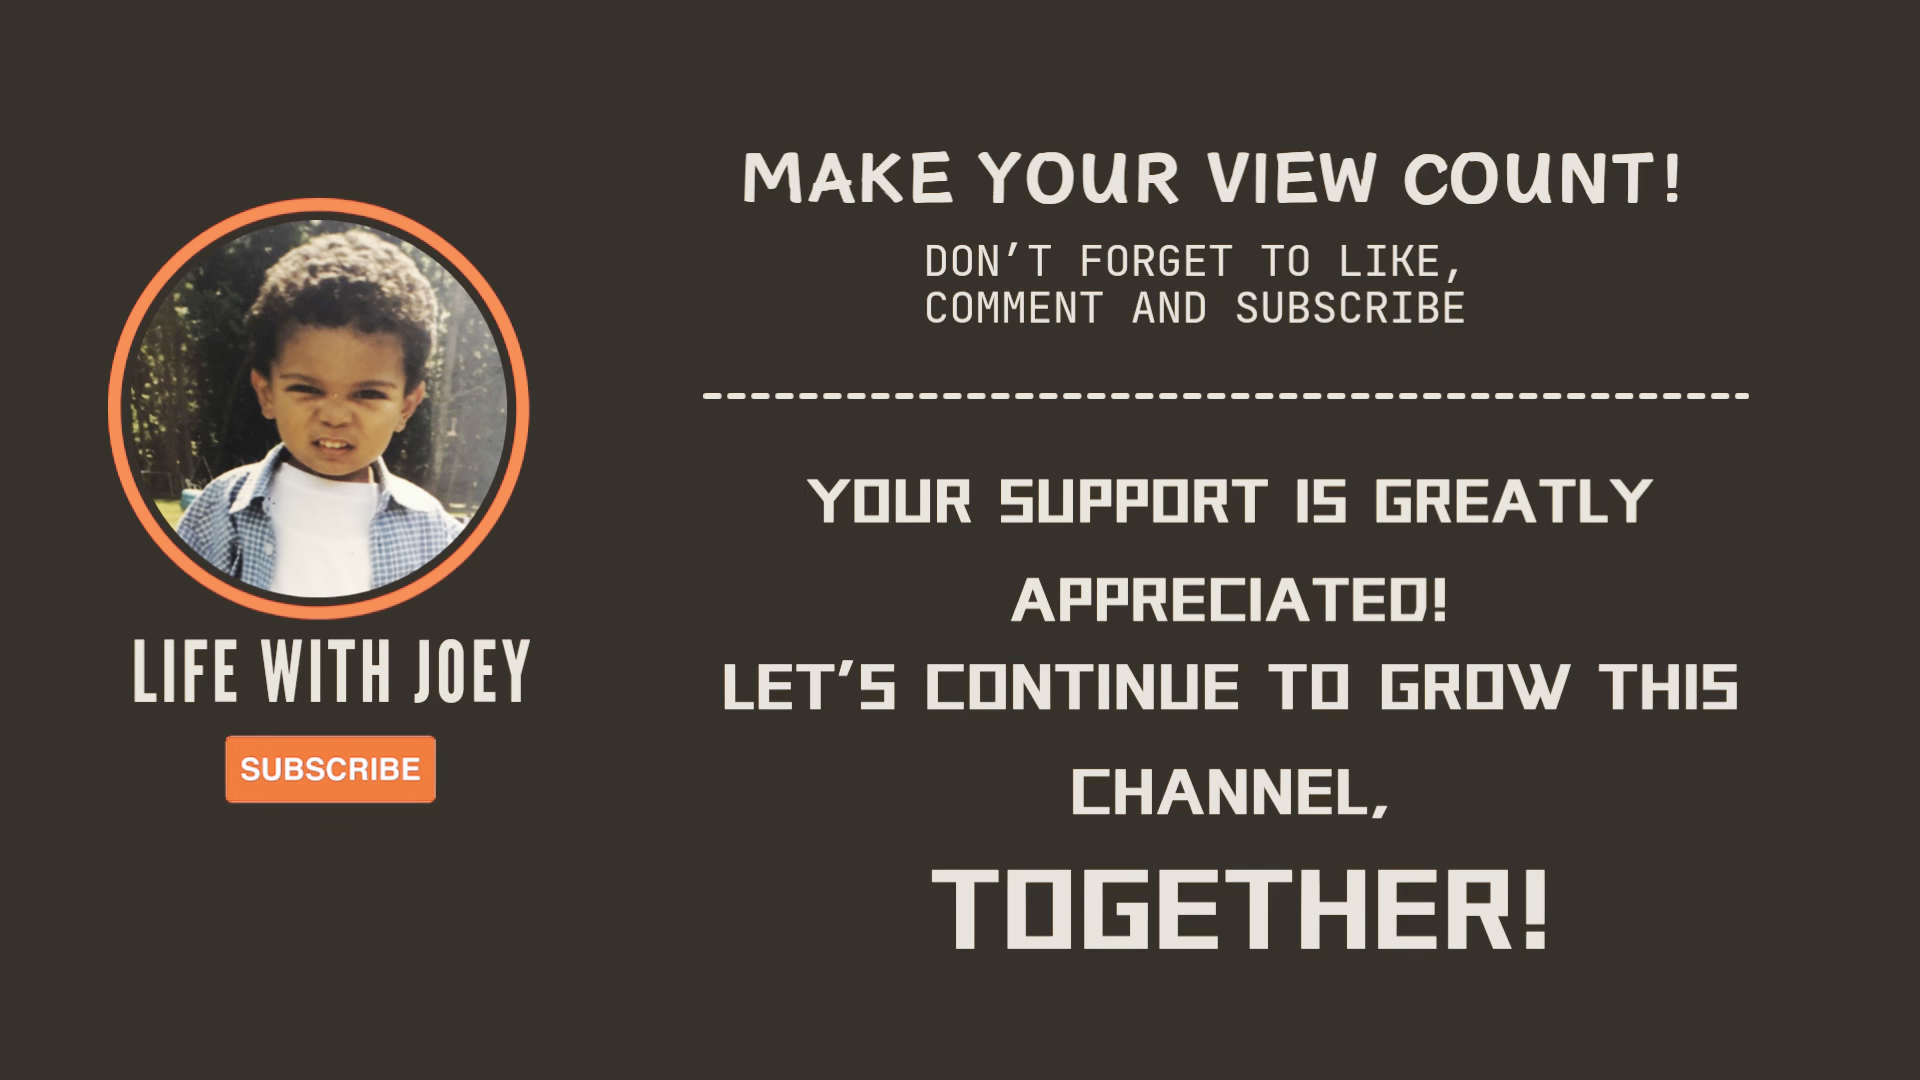 MAKE YOUR VIEW COUNT!
DON'T FORGET TO LIKE,
COMMENT AND SUBSCRIBE
YOUR SUPPORT IS GREATLY
APPRECIATED!
LET'S CONTINUE TO GROW THIS
CHANNEL,
TOGETHER!
LIFE WITH JOEY
SUBSCRIBE